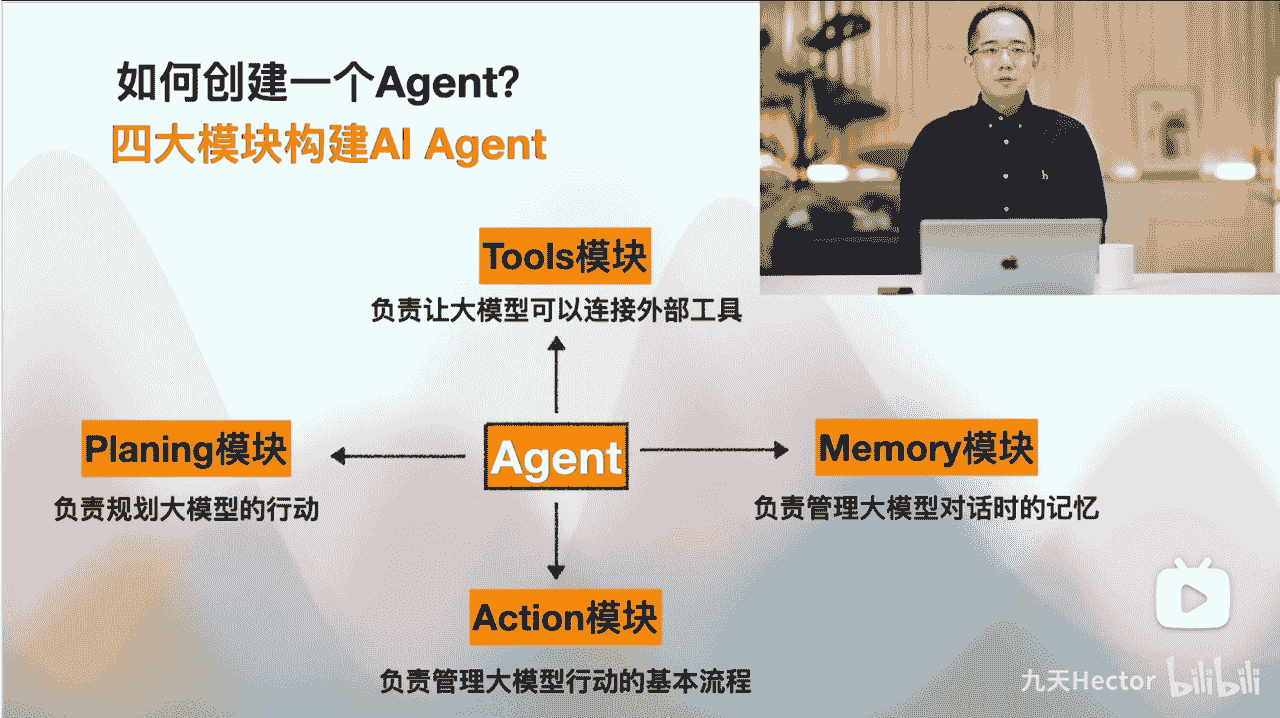 如何创建一个Agent？
四大模块构建AI Agent
Tools模块
负责让大模型可以连接外部工具
Planing模块
负责规划大模型的行动
Agent
Memory模块
负责管理大模型对话时的记忆
Action模块
负责管理大模型行动的基本流程
九天Hector bilibili